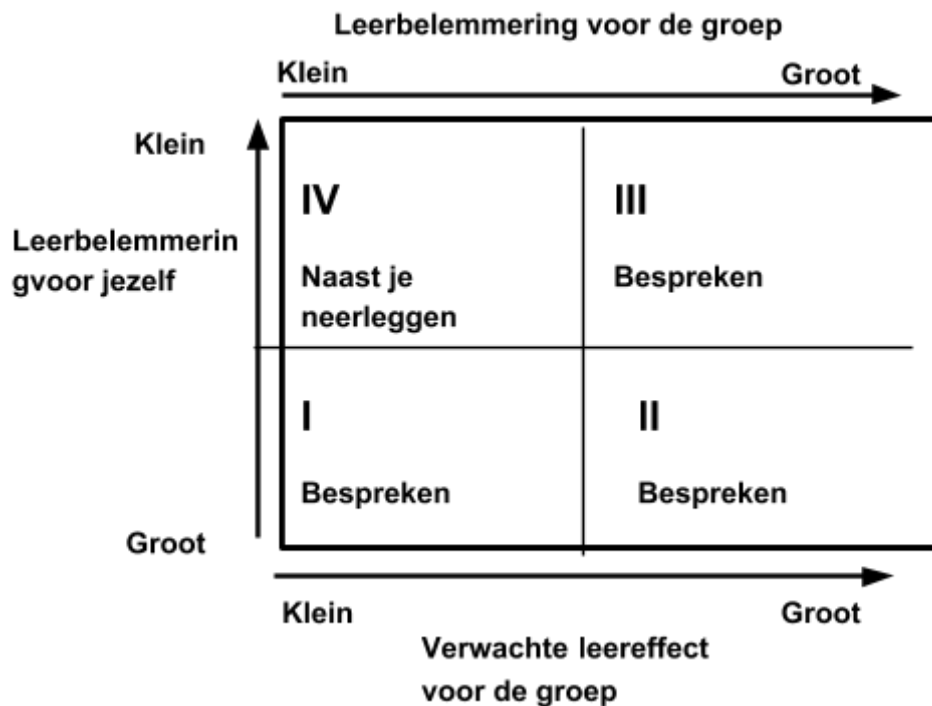 Leerbelemmering voor de groep
Klein
Groot
Klein
IV
III
Leerbelemmerin
gvoor jezelf
Naast je
neerleggen
Bespreken
I
II
Bespreken
Bespreken
Groot
Klein
Groot
Verwachte leereffect
voor de groep